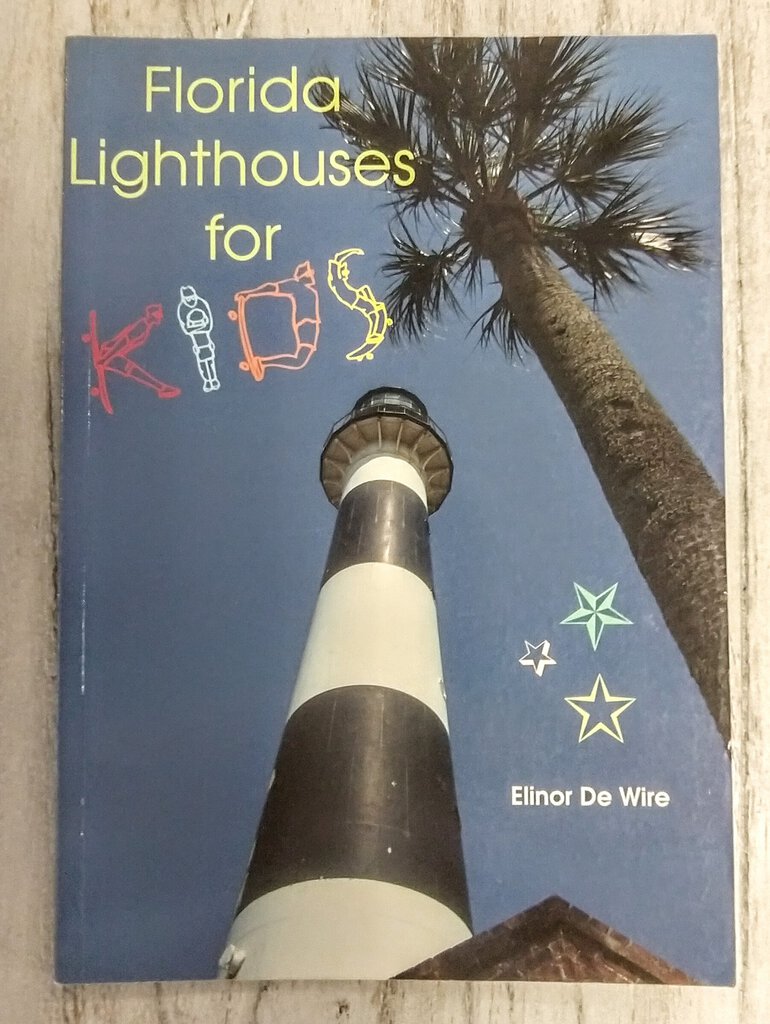 Florida
Lighthouses
for
KIDS
Elinor De Wire